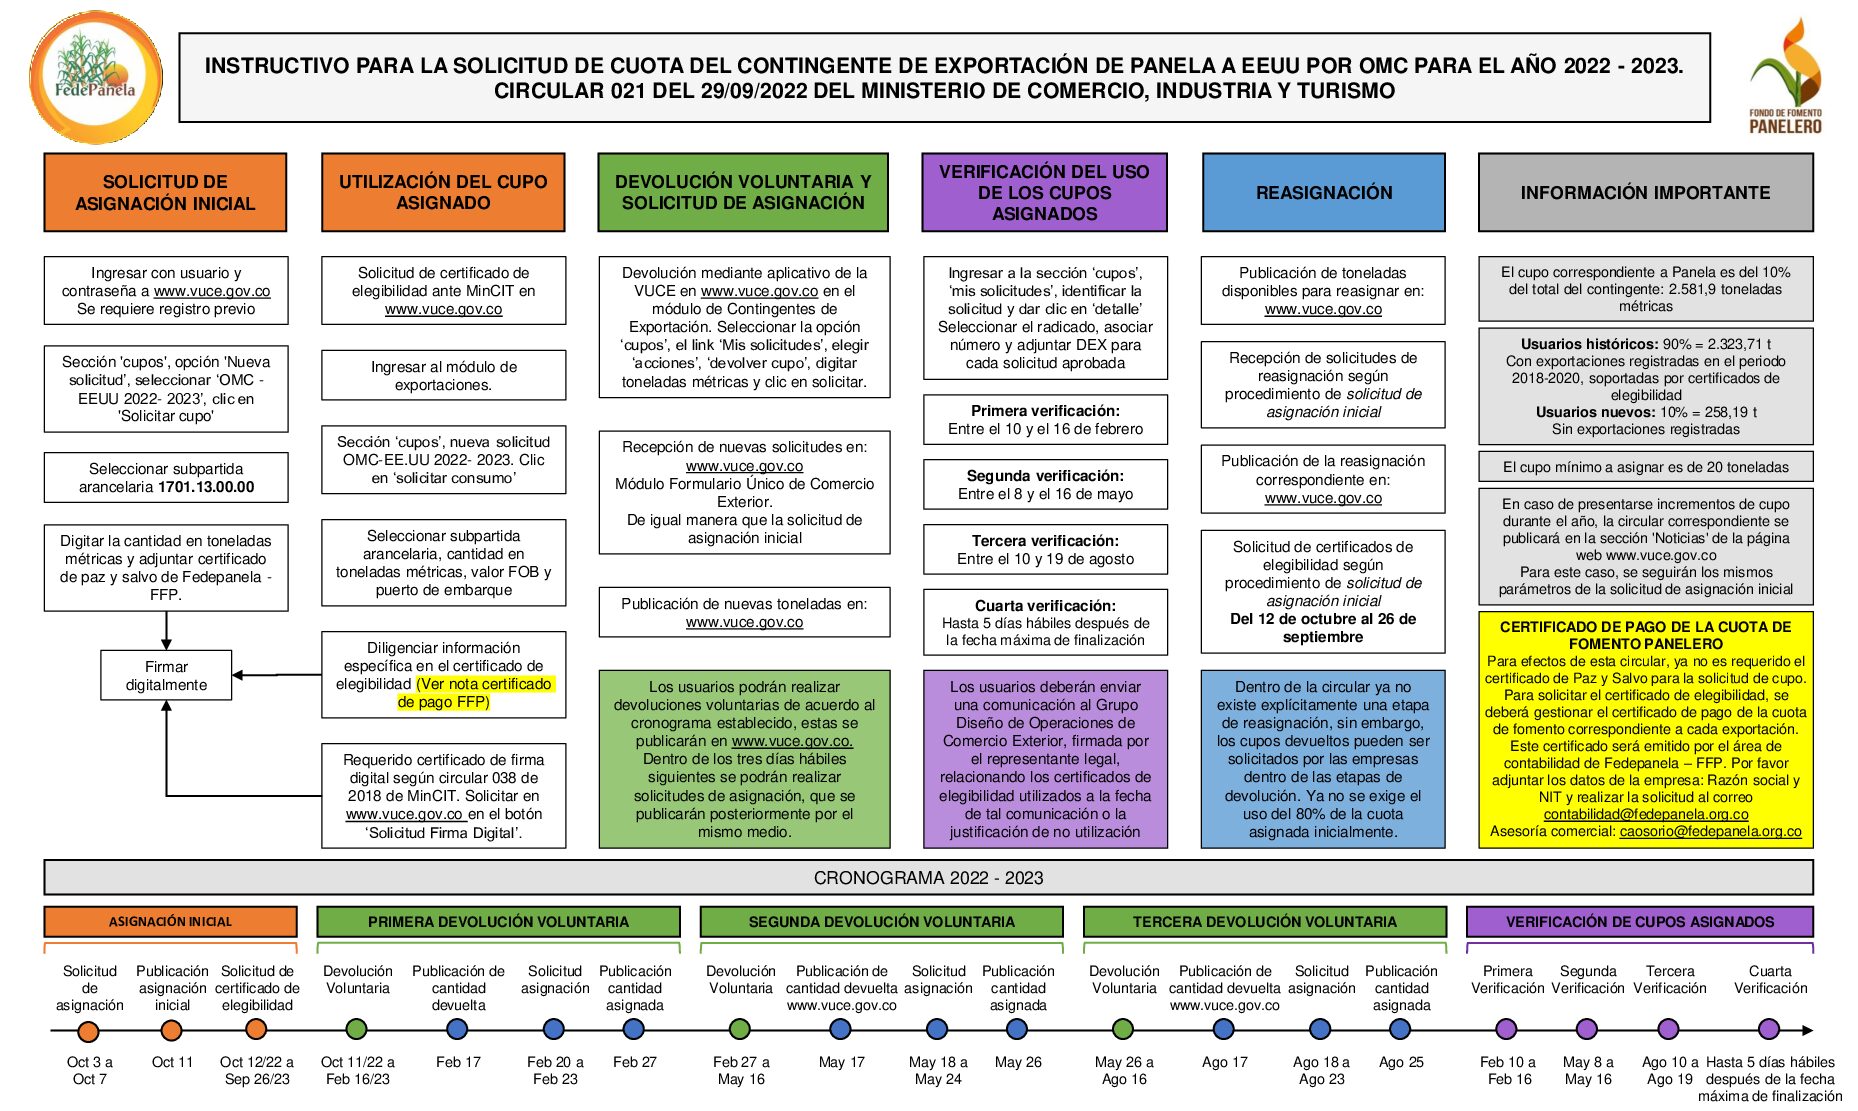 FedePanela
INSTRUCTIVO PARA LA SOLICITUD DE CUOTA DEL CONTINGENTE DE EXPORTACIÓN DE PANELA A EEUU POR OMC PARA EL AÑO 2022 - 2023.
CIRCULAR 021 DEL 29/09/2022 DEL MINISTERIO DE COMERCIO, INDUSTRIA Y TURISMO
FONDO DE FOMENTO
PANELERO
SOLICITUD DE
ASIGNACIÓN INICIAL
Ingresar con usuario y
contraseña a www.vuce.gov.co
Se requiere registro previo
Sección 'cupos', opción 'Nueva
solicitud’, seleccionar ‘OMC -
EEUU 2022- 2023’, clic en
'Solicitar cupo'
Seleccionar subpartida
arancelaria 1701.13.00.00
Digitar la cantidad en toneladas
métricas y adjuntar certificado
de paz y salvo de Fedepanela -
FFP.
Firmar
digitalmente
UTILIZACIÓN DEL CUPO
ASIGNADO
Solicitud de certificado de
elegibilidad ante MinCIT en
www.vuce.gov.co
Ingresar al módulo de
exportaciones.
Sección ‘cupos’, nueva solicitud
OMC-EE.UU 2022- 2023. Clic
en ‘solicitar consumo’
Seleccionar subpartida
arancelaria, cantidad en
toneladas métricas, valor FOB y
puerto de embarque
Diligenciar información
específica en el certificado de
elegibilidad (Ver nota certificado
de pago FFP)
Requerido certificado de firma
digital según circular 038 de
2018 de MinCIT. Solicitar en
www.vuce.gov.co en el botón
‘Solicitud Firma Digital’.
DEVOLUCIÓN VOLUNTARIA Y
SOLICITUD DE ASIGNACIÓN
Devolución mediante aplicativo de la
VUCE en www.vuce.gov.co en el
módulo de Contingentes de
Exportación. Seleccionar la opción
‘cupos’, el link ‘Mis solicitudes’, elegir
‘acciones’, ‘devolver cupo’, digitar
toneladas métricas y clic en solicitar.
Recepción de nuevas solicitudes en:
www.vuce.gov.co
Módulo Formulario Único de Comercio
Exterior.
De igual manera que la solicitud de
asignación inicial
Publicación de nuevas toneladas en:
www.vuce.gov.co
Los usuarios podrán realizar
devoluciones voluntarias de acuerdo al
cronograma establecido, estas se
publicarán en www.vuce.gov.co.
Dentro de los tres días hábiles
siguientes se podrán realizar
solicitudes de asignación, que se
publicarán posteriormente por el
mismo medio.
VERIFICACIÓN DEL USO
DE LOS CUPOS
ASIGNADOS
Ingresar a la sección ‘cupos’,
‘mis solicitudes’, identificar la
solicitud y dar clic en ‘detalle’
Seleccionar el radicado, asociar
número y adjuntar DEX para
cada solicitud aprobada
Primera verificación:
Entre el 10 y el 16 de febrero
Segunda verificación:
Entre el 8 y el 16 de mayo
Tercera verificación:
Entre el 10 y 19 de agosto
Cuarta verificación:
Hasta 5 días hábiles después de
la fecha máxima de finalización
Los usuarios deberán enviar
una comunicación al Grupo
Diseño de Operaciones de
Comercio Exterior, firmada por
el representante legal,
relacionando los certificados de
elegibilidad utilizados a la fecha
de tal comunicación o la
justificación de no utilización
REASIGNACIÓN
Publicación de toneladas
disponibles para reasignar en:
www.vuce.gov.co
Recepción de solicitudes de
reasignación según
procedimiento de solicitud de
asignación inicial
Publicación de la reasignación
correspondiente en:
www.vuce.gov.co
Solicitud de certificados de
elegibilidad según
procedimiento de solicitud de
asignación inicial
Del 12 de octubre al 26 de
septiembre
Dentro de la circular ya no
existe explícitamente una etapa
de reasignación, sin embargo,
los cupos devueltos pueden ser
solicitados por las empresas
dentro de las etapas de
devolución. Ya no se exige el
uso del 80% de la cuota
asignada inicialmente.
INFORMACIÓN IMPORTANTE
El cupo correspondiente a Panela es del 10%
del total del contingente: 2.581,9 toneladas
métricas
Usuarios históricos: 90% = 2.323,71 t
Con exportaciones registradas en el periodo
2018-2020, soportadas por certificados de
elegibilidad
Usuarios nuevos: 10% = 258,19 t
Sin exportaciones registradas
El cupo mínimo a asignar es de 20 toneladas
En caso de presentarse incrementos de cupo
durante el año, la circular correspondiente se
publicará en la sección 'Noticias' de la página
web www.vuce.gov.co
Para este caso, se seguirán los mismos
parámetros de la solicitud de asignación inicial
CERTIFICADO DE PAGO DE LA CUOTA DE
FOMENTO PANELERO
Para efectos de esta circular, ya no es requerido el
certificado de Paz y Salvo para la solicitud de cupo.
Para solicitar el certificado de elegibilidad, se
deberá gestionar el certificado de pago de la cuota
de fomento correspondiente a cada exportación.
Este certificado será emitido por el área de
contabilidad de Fedepanela – FFP. Por favor
adjuntar los datos de la empresa: Razón social y
NIT y realizar la solicitud al correo
contabilidad@fedepanela.org.co
Asesoría comercial: caosorio@fedepanela.org.co
CRONOGRAMA 2022 - 2023
ASIGNACIÓN INICIAL
Solicitud
de
asignación
Oct 3 a
Oct 7
Publicación
asignación
inicial
Oct 11
Solicitud de
certificado de
elegibilidad
Oct 12/22 a
Sep 26/23
PRIMERA DEVOLUCIÓN VOLUNTARIA
Devolución
Voluntaria
Oct 11/22 a
Feb 16/23
Publicación de
cantidad
devuelta
Feb 17
Solicitud
asignación
Feb 20 a
Feb 23
Publicación
cantidad
asignada
Feb 27
SEGUNDA DEVOLUCIÓN VOLUNTARIA
Devolución
Voluntaria
Feb 27 a
May 16
Publicación de
cantidad devuelta
www.vuce.gov.co
May 17
Solicitud
asignación
May 18 a
May 24
Publicación
cantidad
asignada
May 26
TERCERA DEVOLUCIÓN VOLUNTARIA
Devolución
Voluntaria
May 26 a
Ago 16
Publicación de
cantidad devuelta
www.vuce.gov.co
Ago 17
Solicitud
asignación
Ago 18 a
Ago 23
Publicación
cantidad
asignada
Ago 25
VERIFICACIÓN DE CUPOS ASIGNADOS
Primera
Verificación
Feb 10 a
Feb 16
Segunda
Verificación
May 8 a
May 16
Tercera
Verificación
Ago 10 a
Ago 19
Cuarta
Verificación
Hasta 5 días hábiles
después de la fecha
máxima de finalización